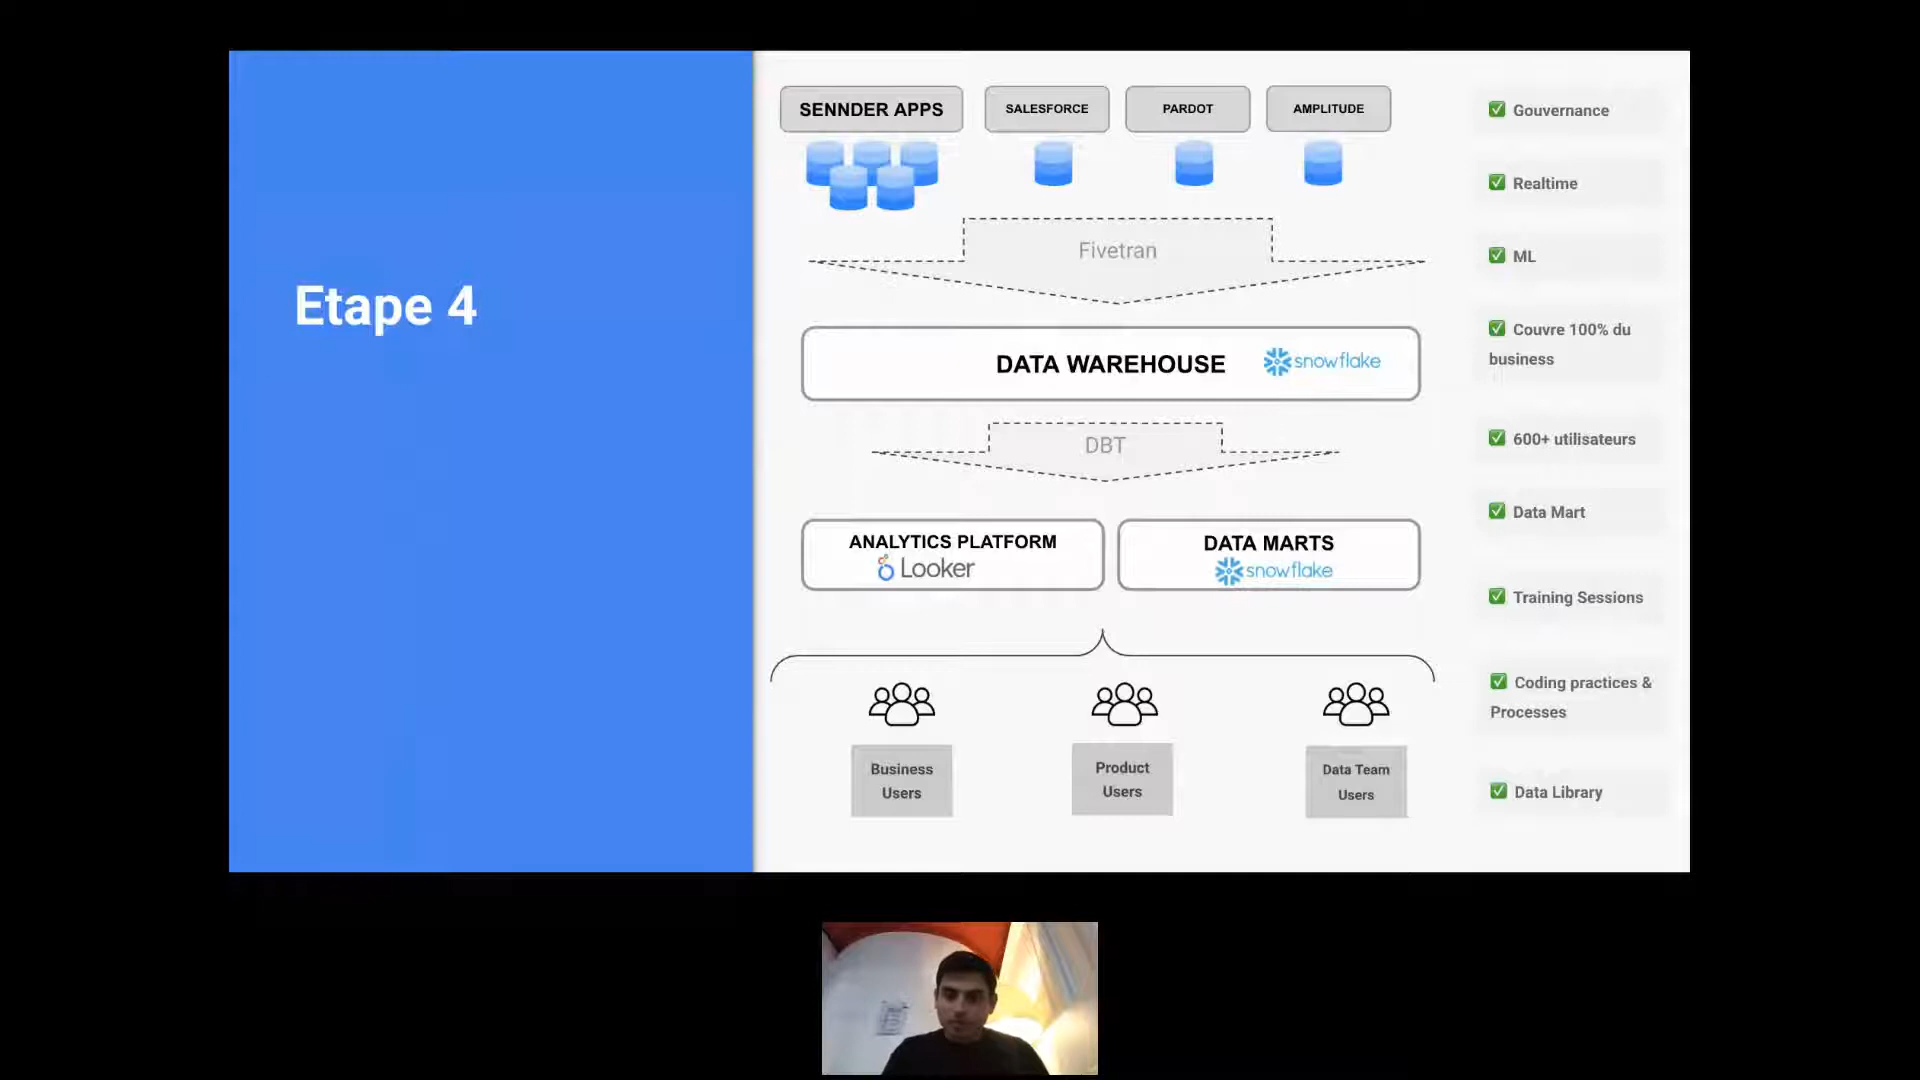 Etape 4
SENNDER APPS
SALESFORCE
PARDOT
AMPLITUDE
Fivetran
DATA WAREHOUSE
snowflake
DBT
ANALYTICS PLATFORM
Looker
DATA MARTS
snowflake
Business
Users
Product
Users
Data Team
Users
Gouvernance
Realtime
ML
Couvre 100% du
business
600+ utilisateurs
Data Mart
Training Sessions
Coding practices &
Processes
Data Library